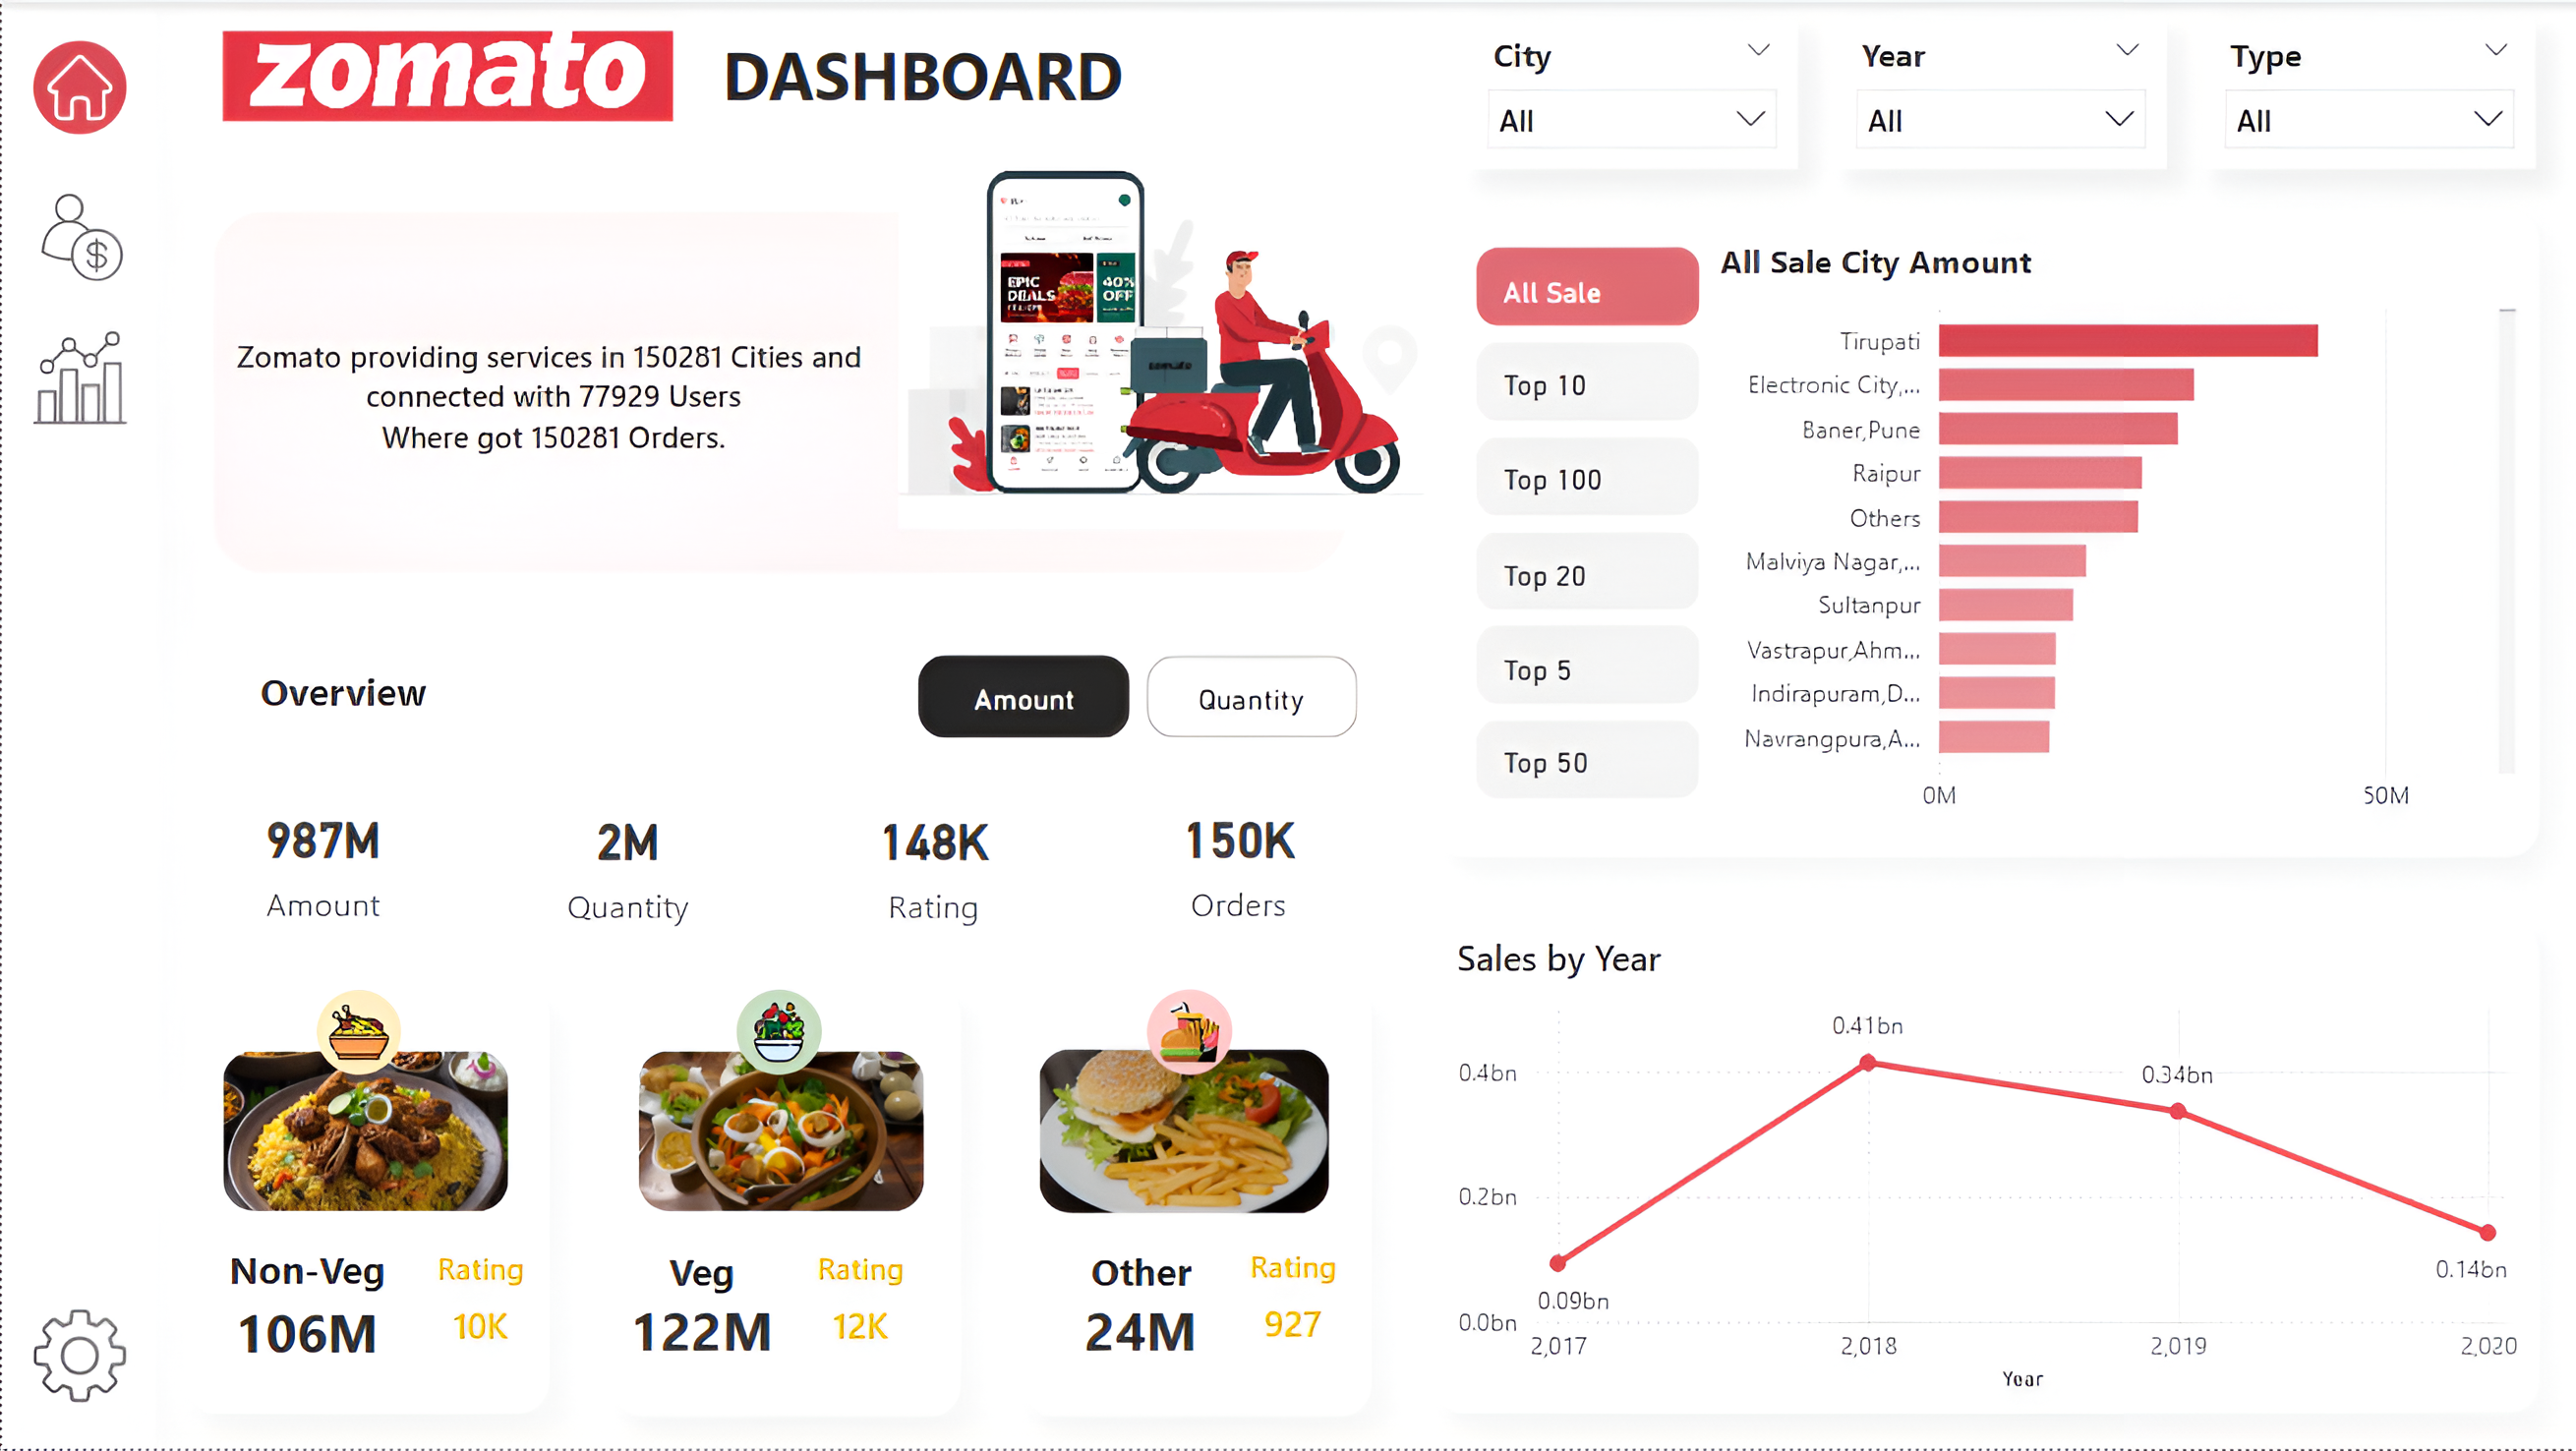 zomato DASHBOARD
City
All
Year
All
Type
All
Zomato providing services in 150281 Cities and
connected with 77929 Users
Where got 150281 Orders.
EPIC
DEALS
40%
OFF
zomato
All Sale
Top 10
Top 100
Top 20
Top 5
Top 50
All Sale City Amount
Tirupati
Electronic City,...
Baner,Pune
Raipur
Others
Malviya Nagar,...
Sultanpur
Vastrapur,Ahm...
Indirapuram,D...
Navrangpura,A...
0M
50M
Overview
Amount
Quantity
987M
Amount
2M
Quantity
148K
Rating
150K
Orders
Non-Veg
Rating
106M
10K
Veg
Rating
122M
12K
Other
Rating
24M
927
Sales by Year
0.4bn
0.2bn
0.0bn
0.09bn
0.41bn
0.34bn
0.14bn
2,017
2,018
2,019
2,020
Year